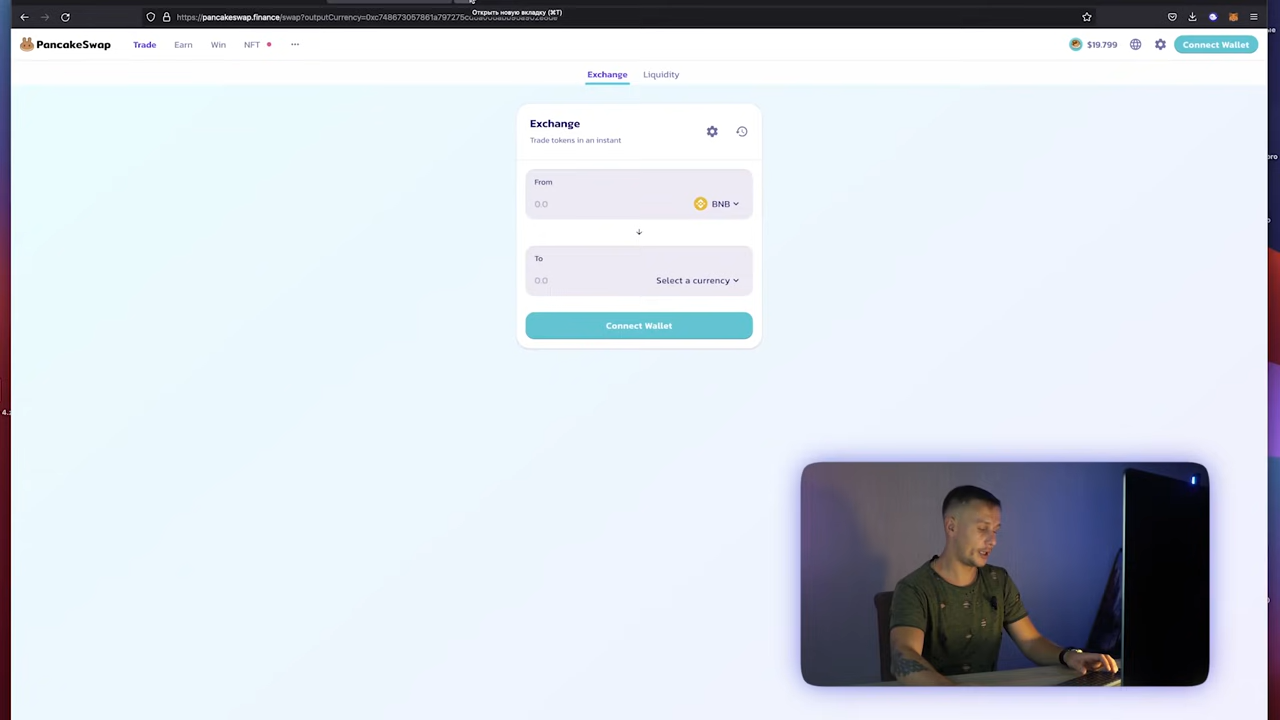 Открыть новую вкладку (⌘T)
https://pancakeswap.finance/swap?outputCurrency=
PancakeSwap Trade Earn Win NFT $19.799 Connect Wallet
Exchange Liquidity
Exchange
Trade tokens in an instant
From
0.0 BNB
To
0.0 Select a currency
Connect Wallet